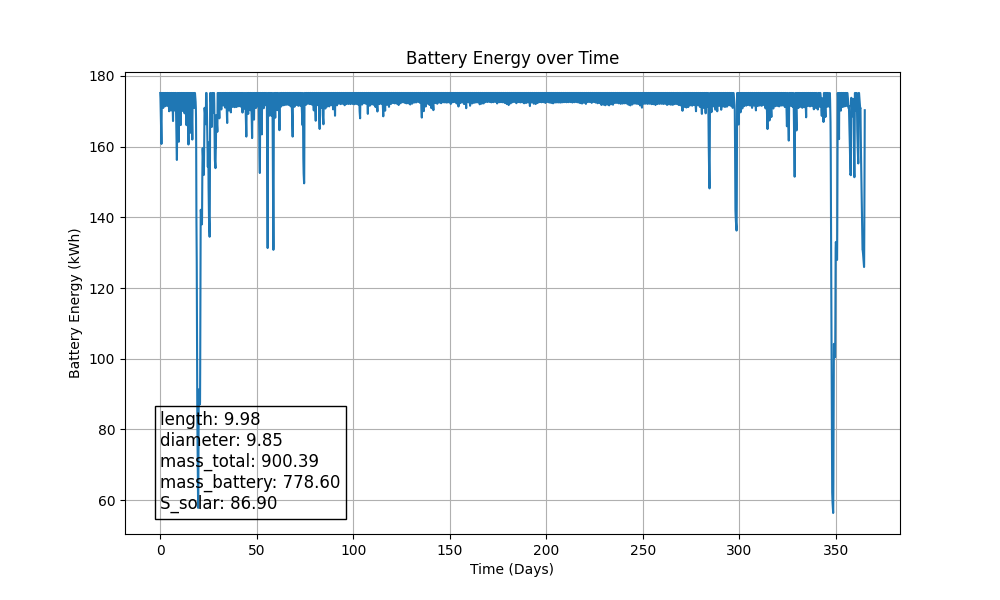 Battery Energy over Time
Battery Energy (kWh)
180
160
140
120
100
80
60
length: 9.98
diameter: 9.85
mass_total: 900.39
mass_battery: 778.60
S_solar: 86.90
0 50 100 150 200 250 300 350
Time (Days)